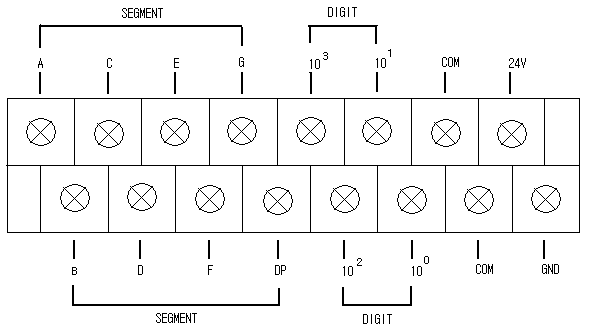 SEGMENT DIGIT
A C E G 10³ 10¹ COM 24V
B D F DP 10² 10⁰ COM GND
SEGMENT DIGIT